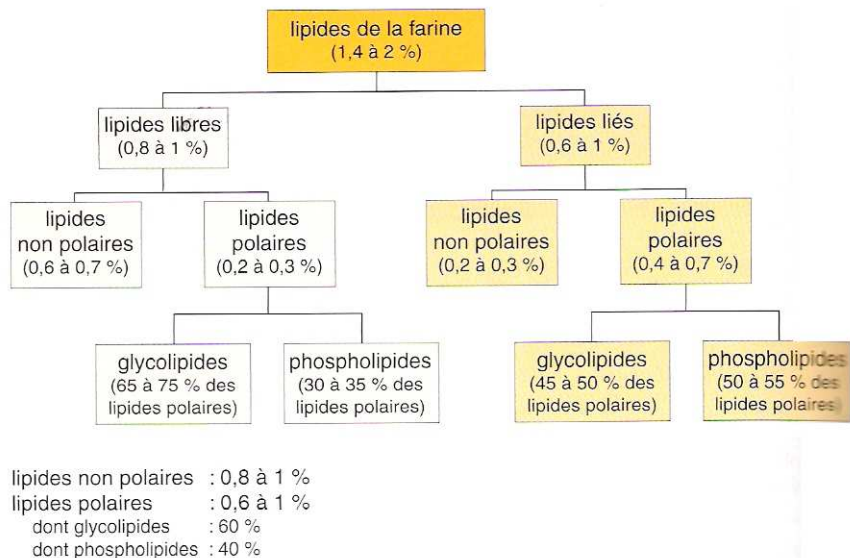 lipides de la farine
(1,4 à 2 %)
lipides libres
(0,8 à 1 %)
lipides liés
(0,6 à 1 %)
lipides
non polaires
(0,6 à 0,7 %)
lipides
polaires
(0,2 à 0,3 %)
lipides
non polaires
(0,2 à 0,3 %)
lipides
polaires
(0,4 à 0,7 %)
glycolipides
(65 à 75 % des
lipides polaires)
phospholipides
(30 à 35 % des
lipides polaires)
glycolipides
(45 à 50 % des
lipides polaires)
phospholipides
(50 à 55 % des
lipides polaires)
lipides non polaires : 0,8 à 1 %
lipides polaires : 0,6 à 1 %
dont glycolipides : 60 %
dont phospholipides : 40 %